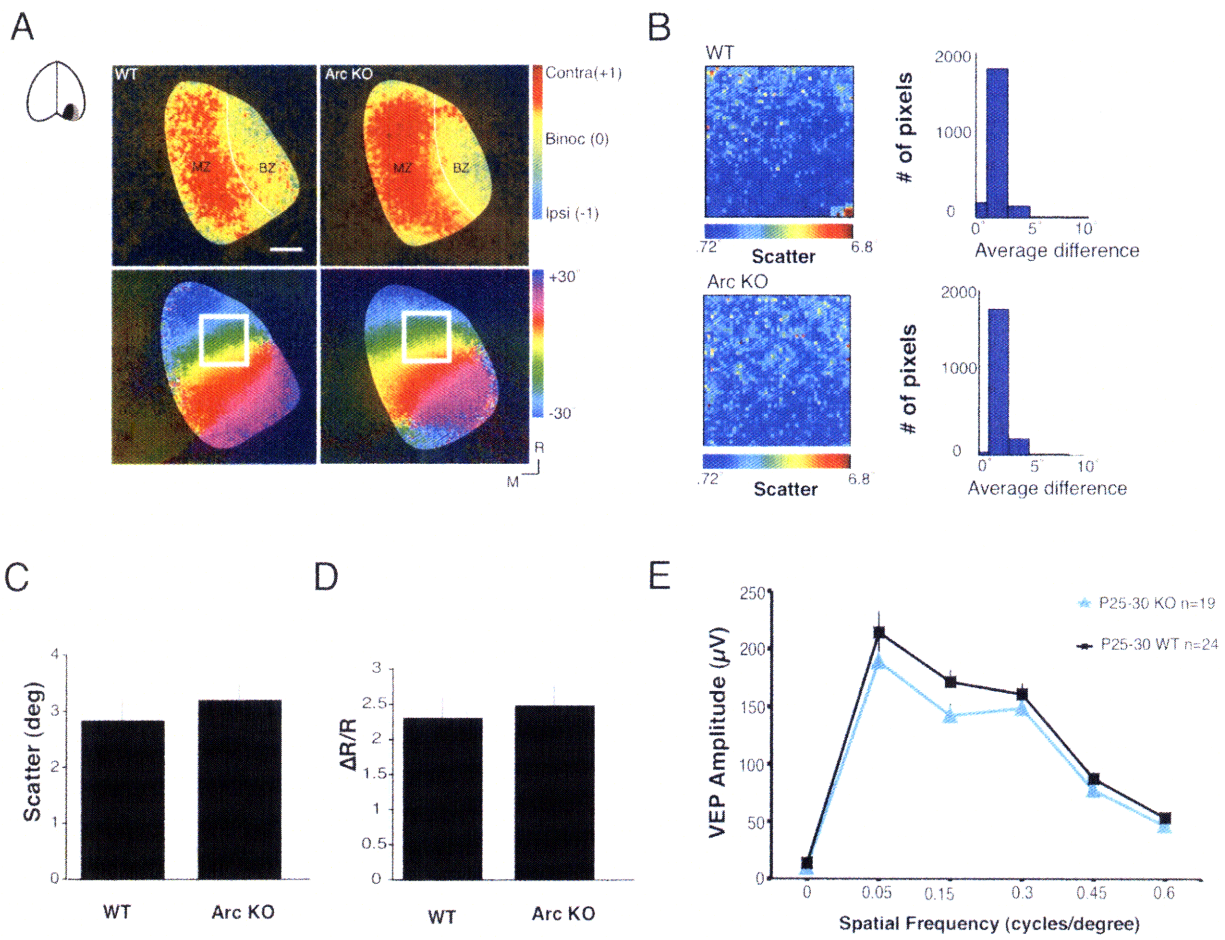 A
WT
Arc KO
Contra(+1)
Binoc (0)
Ipsi (-1)
MZ
BZ
MZ
BZ
+30°
-30°
R
M
B
WT
.72°
6.8°
Scatter
2000
1000
0
# of pixels
0°
5°
10°
Average difference
Arc KO
.72°
6.8°
Scatter
2000
1000
0
# of pixels
0°
5°
10°
Average difference
C
4
3
2
1
0
Scatter (deg)
WT
Arc KO
D
3
2.5
2
1.5
1
0.5
0
ΔR/R
WT
Arc KO
E
250
200
150
100
50
0
VEP Amplitude (µV)
P25-30 KO n=19
P25-30 WT n=24
0
0.05
0.15
0.3
0.45
0.6
Spatial Frequency (cycles/degree)